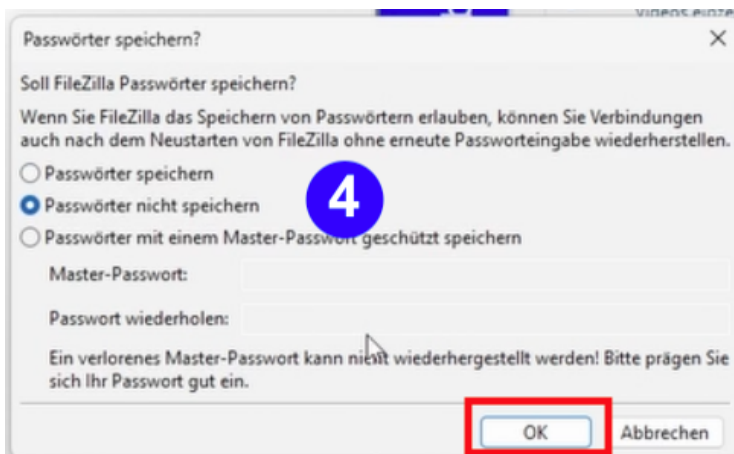 Videos einze
Passwörter speichern?
Soll FileZilla Passwörter speichern?
Wenn Sie FileZilla das Speichern von Passwörtern erlauben, können Sie Verbindungen
auch nach dem Neustarten von FileZilla ohne erneute Passworteingabe wiederherstellen.
Passwörter speichern
Passwörter nicht speichern
4
Passwörter mit einem Master-Passwort geschützt speichern
Master-Passwort:
Passwort wiederholen:
Ein verlorenes Master-Passwort kann nicht wiederhergestellt werden! Bitte prägen Sie
sich Ihr Passwort gut ein.
OK Abbrechen